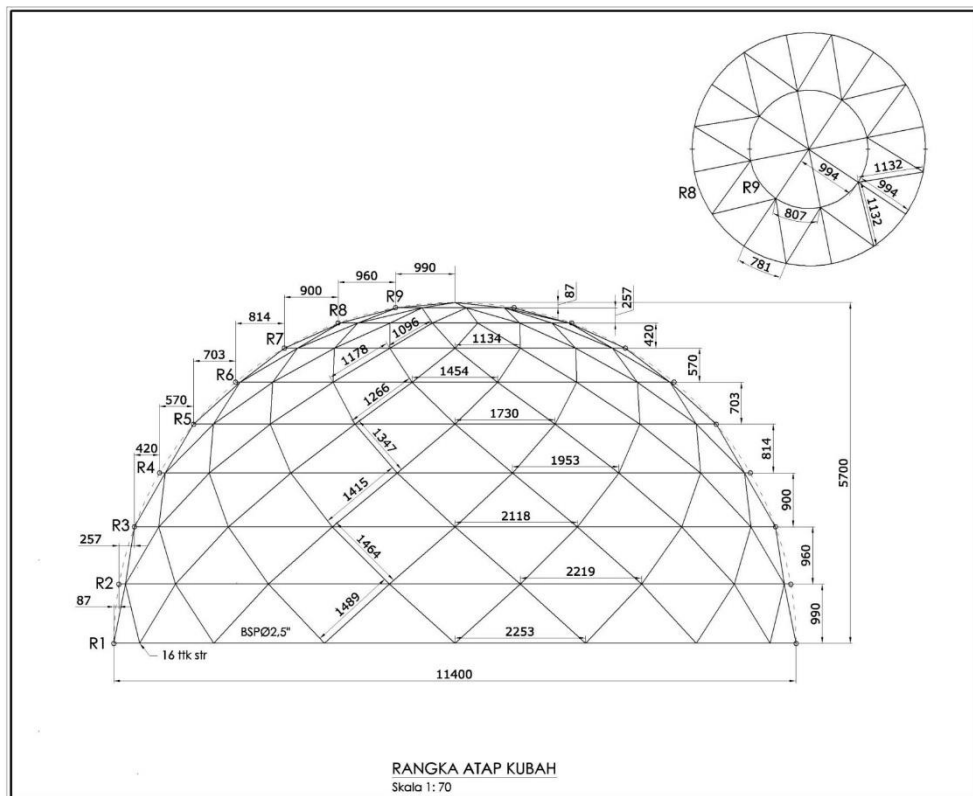 1132
994
994
1132
807
781
R8
R9
990
960
900
814
703
570
420
257
87
R9
R8
R7
R6
R5
R4
R3
R2
R1
87
257
420
570
703
814
900
960
990
5700
1096
1134
1178
1454
1266
1730
1347
1953
1415
2118
1464
2219
1489
2253
BSPØ2,5"
16 ttk str
11400
RANGKA ATAP KUBAH
Skala 1: 70